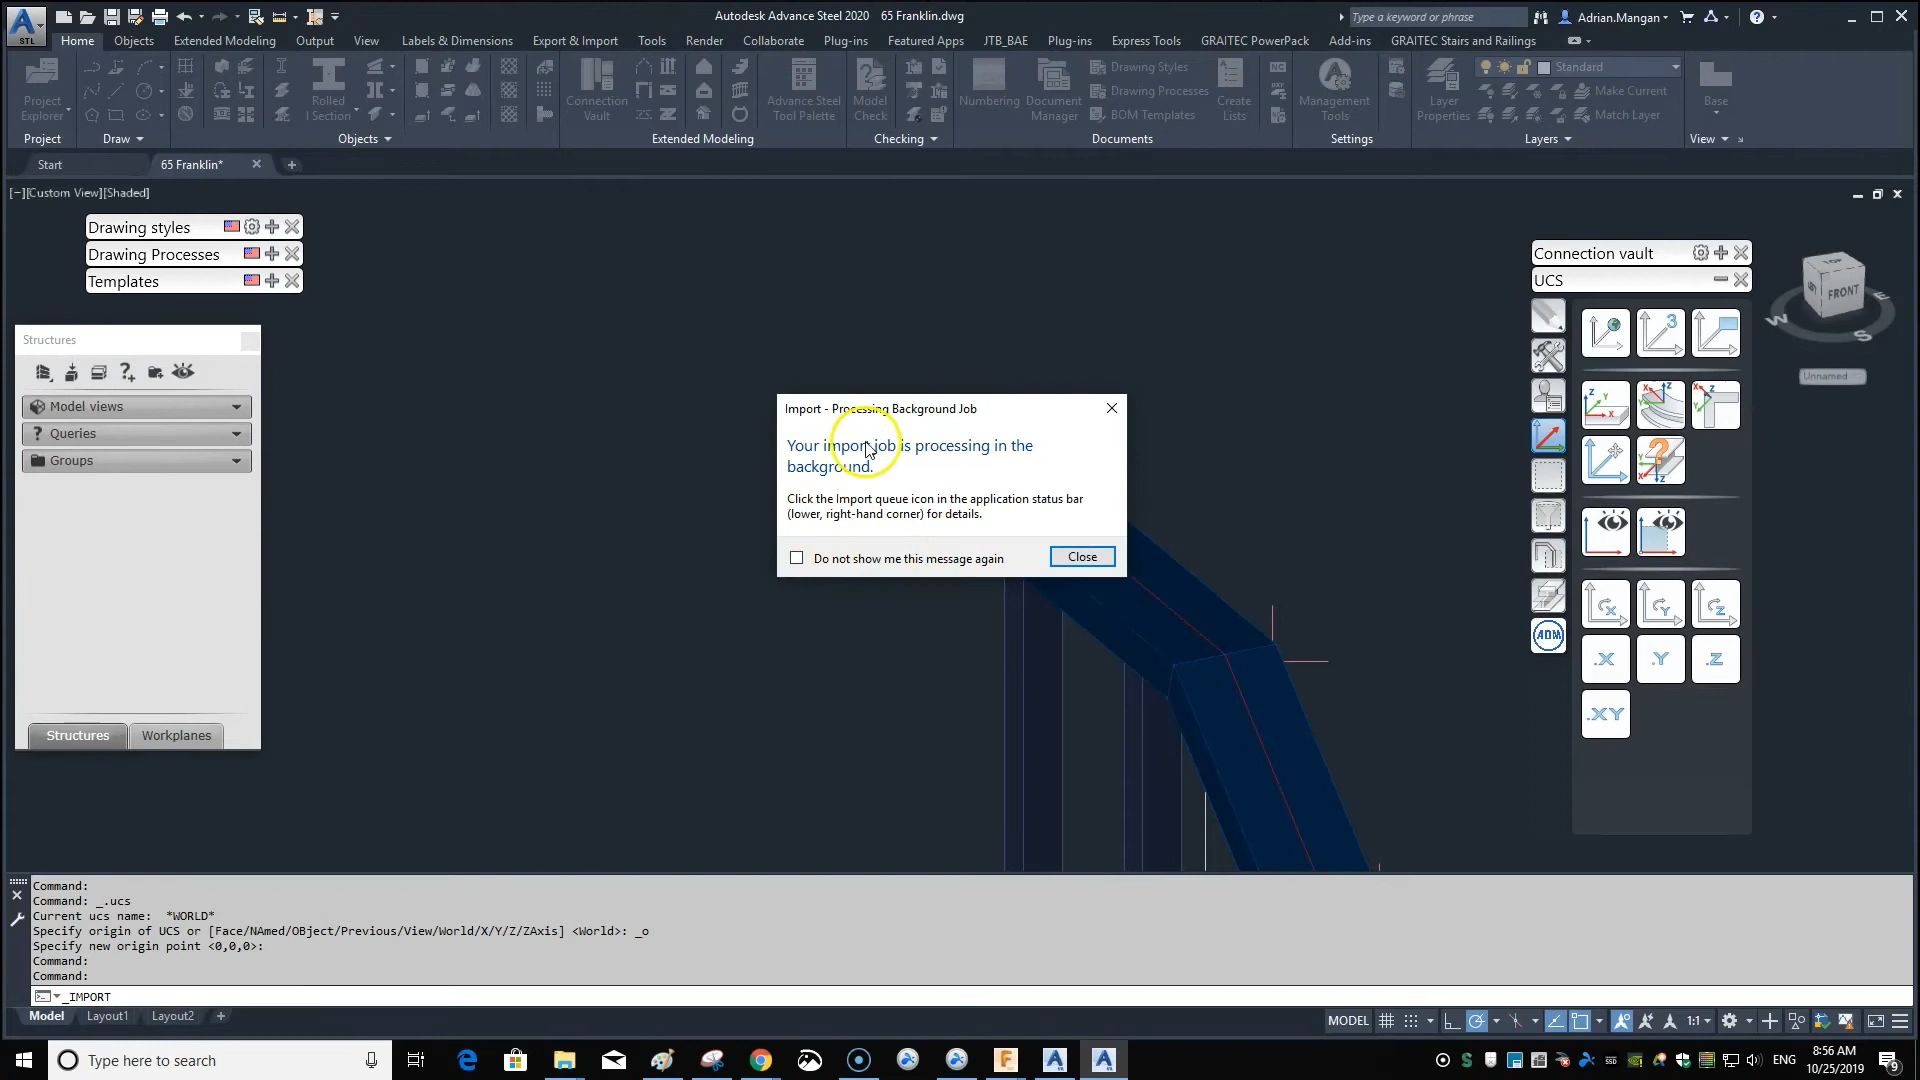 Autodesk Advance Steel 2020    65 Franklin.dwg
Type a keyword or phrase
Adrian.Mangan
STL
Home
Objects
Extended Modeling
Output
View
Labels & Dimensions
Export & Import
Tools
Render
Collaborate
Plug-ins
Featured Apps
JTB_BAE
Plug-ins
Express Tools
GRAITEC PowerPack
Add-ins
GRAITEC Stairs and Railings
Project
Explorer
Rolled
I Section
Connection
Vault
Advance Steel
Tool Palette
Model
Check
Numbering
Document
Manager
Drawing Styles
Drawing Processes
BOM Templates
Create
Lists
NC
Management
Tools
Layer
Properties
Standard
Make Current
Match Layer
Base
Project
Draw
Objects
Extended Modeling
Checking
Documents
Settings
Layers
View
Start
65 Franklin*
[−][Custom View][Shaded]
Drawing styles
Drawing Processes
Templates
Structures
Model views
Queries
Groups
Structures
Workplanes
Import - Processing Background Job
Your import job is processing in the
background.
Click the Import queue icon in the application status bar
(lower, right-hand corner) for details.
Do not show me this message again
Close
Connection vault
UCS
3
ADM
.X
.Y
.Z
.XY
TOP
LEFT
FRONT
W
S
E
Unnamed
Command:
Command: _.ucs
Current ucs name:  *WORLD*
Specify origin of UCS or [Face/NAmed/OBject/Previous/View/World/X/Y/Z/ZAxis] <World>: _o
Specify new origin point <0,0,0>:
Command:
Command:
_IMPORT
Model
Layout1
Layout2
MODEL
1:1
Type here to search
ENG
8:56 AM
10/25/2019
9